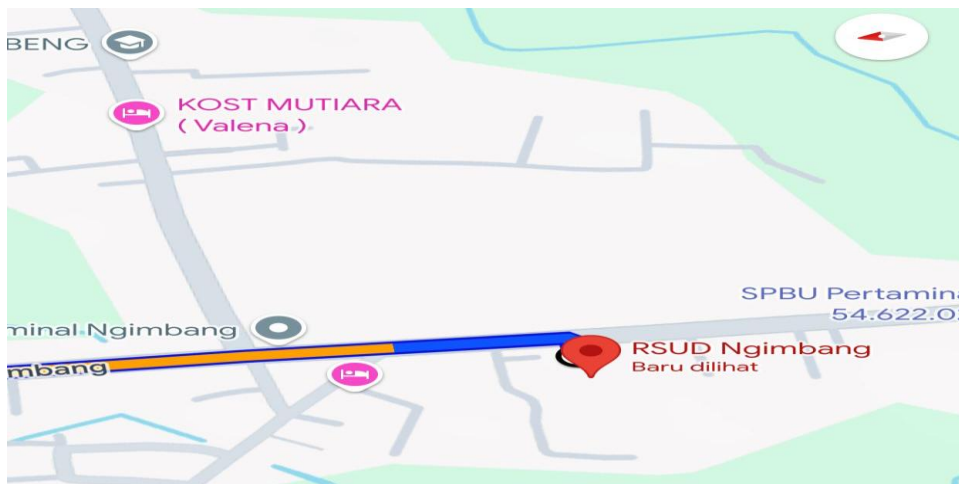 BENG
KOST MUTIARA
( Valena )
SPBU Pertamina
54.622.0
minal Ngimbang
mbang
RSUD Ngimbang
Baru dilihat